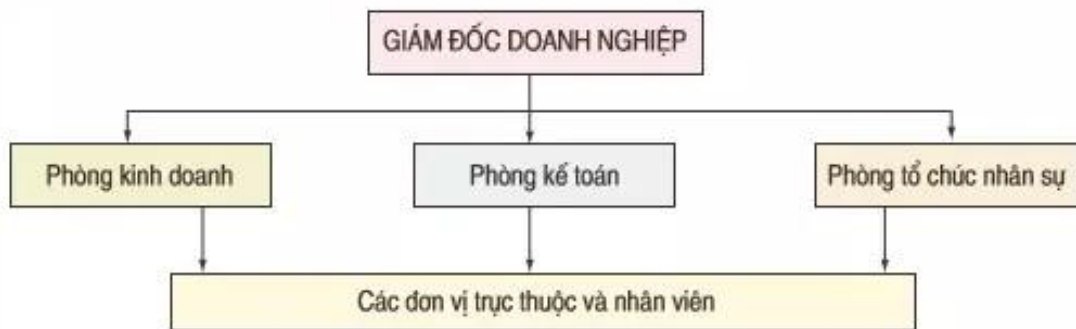 GIÁM ĐỐC DOANH NGHIỆP
Phòng kinh doanh
Phòng kế toán
Phòng tổ chức nhân sự
Các đơn vị trực thuộc và nhân viên